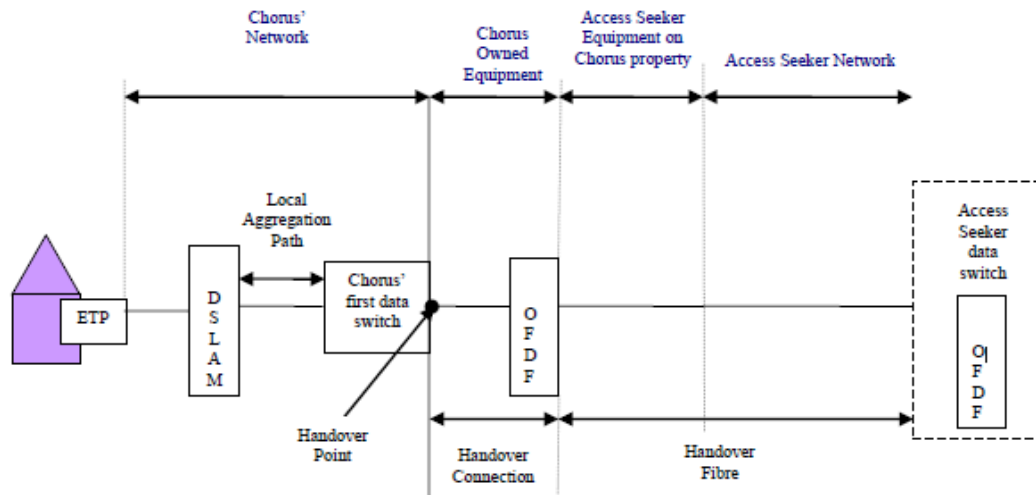 Chorus'
Network
Chorus
Owned
Equipment
Access Seeker
Equipment on
Chorus property
Access Seeker Network
Local
Aggregation
Path
Access
Seeker
data
switch
ETP
D
S
L
A
M
Chorus'
first data
switch
O
F
D
F
O
F
D
F
Handover
Point
Handover
Connection
Handover
Fibre